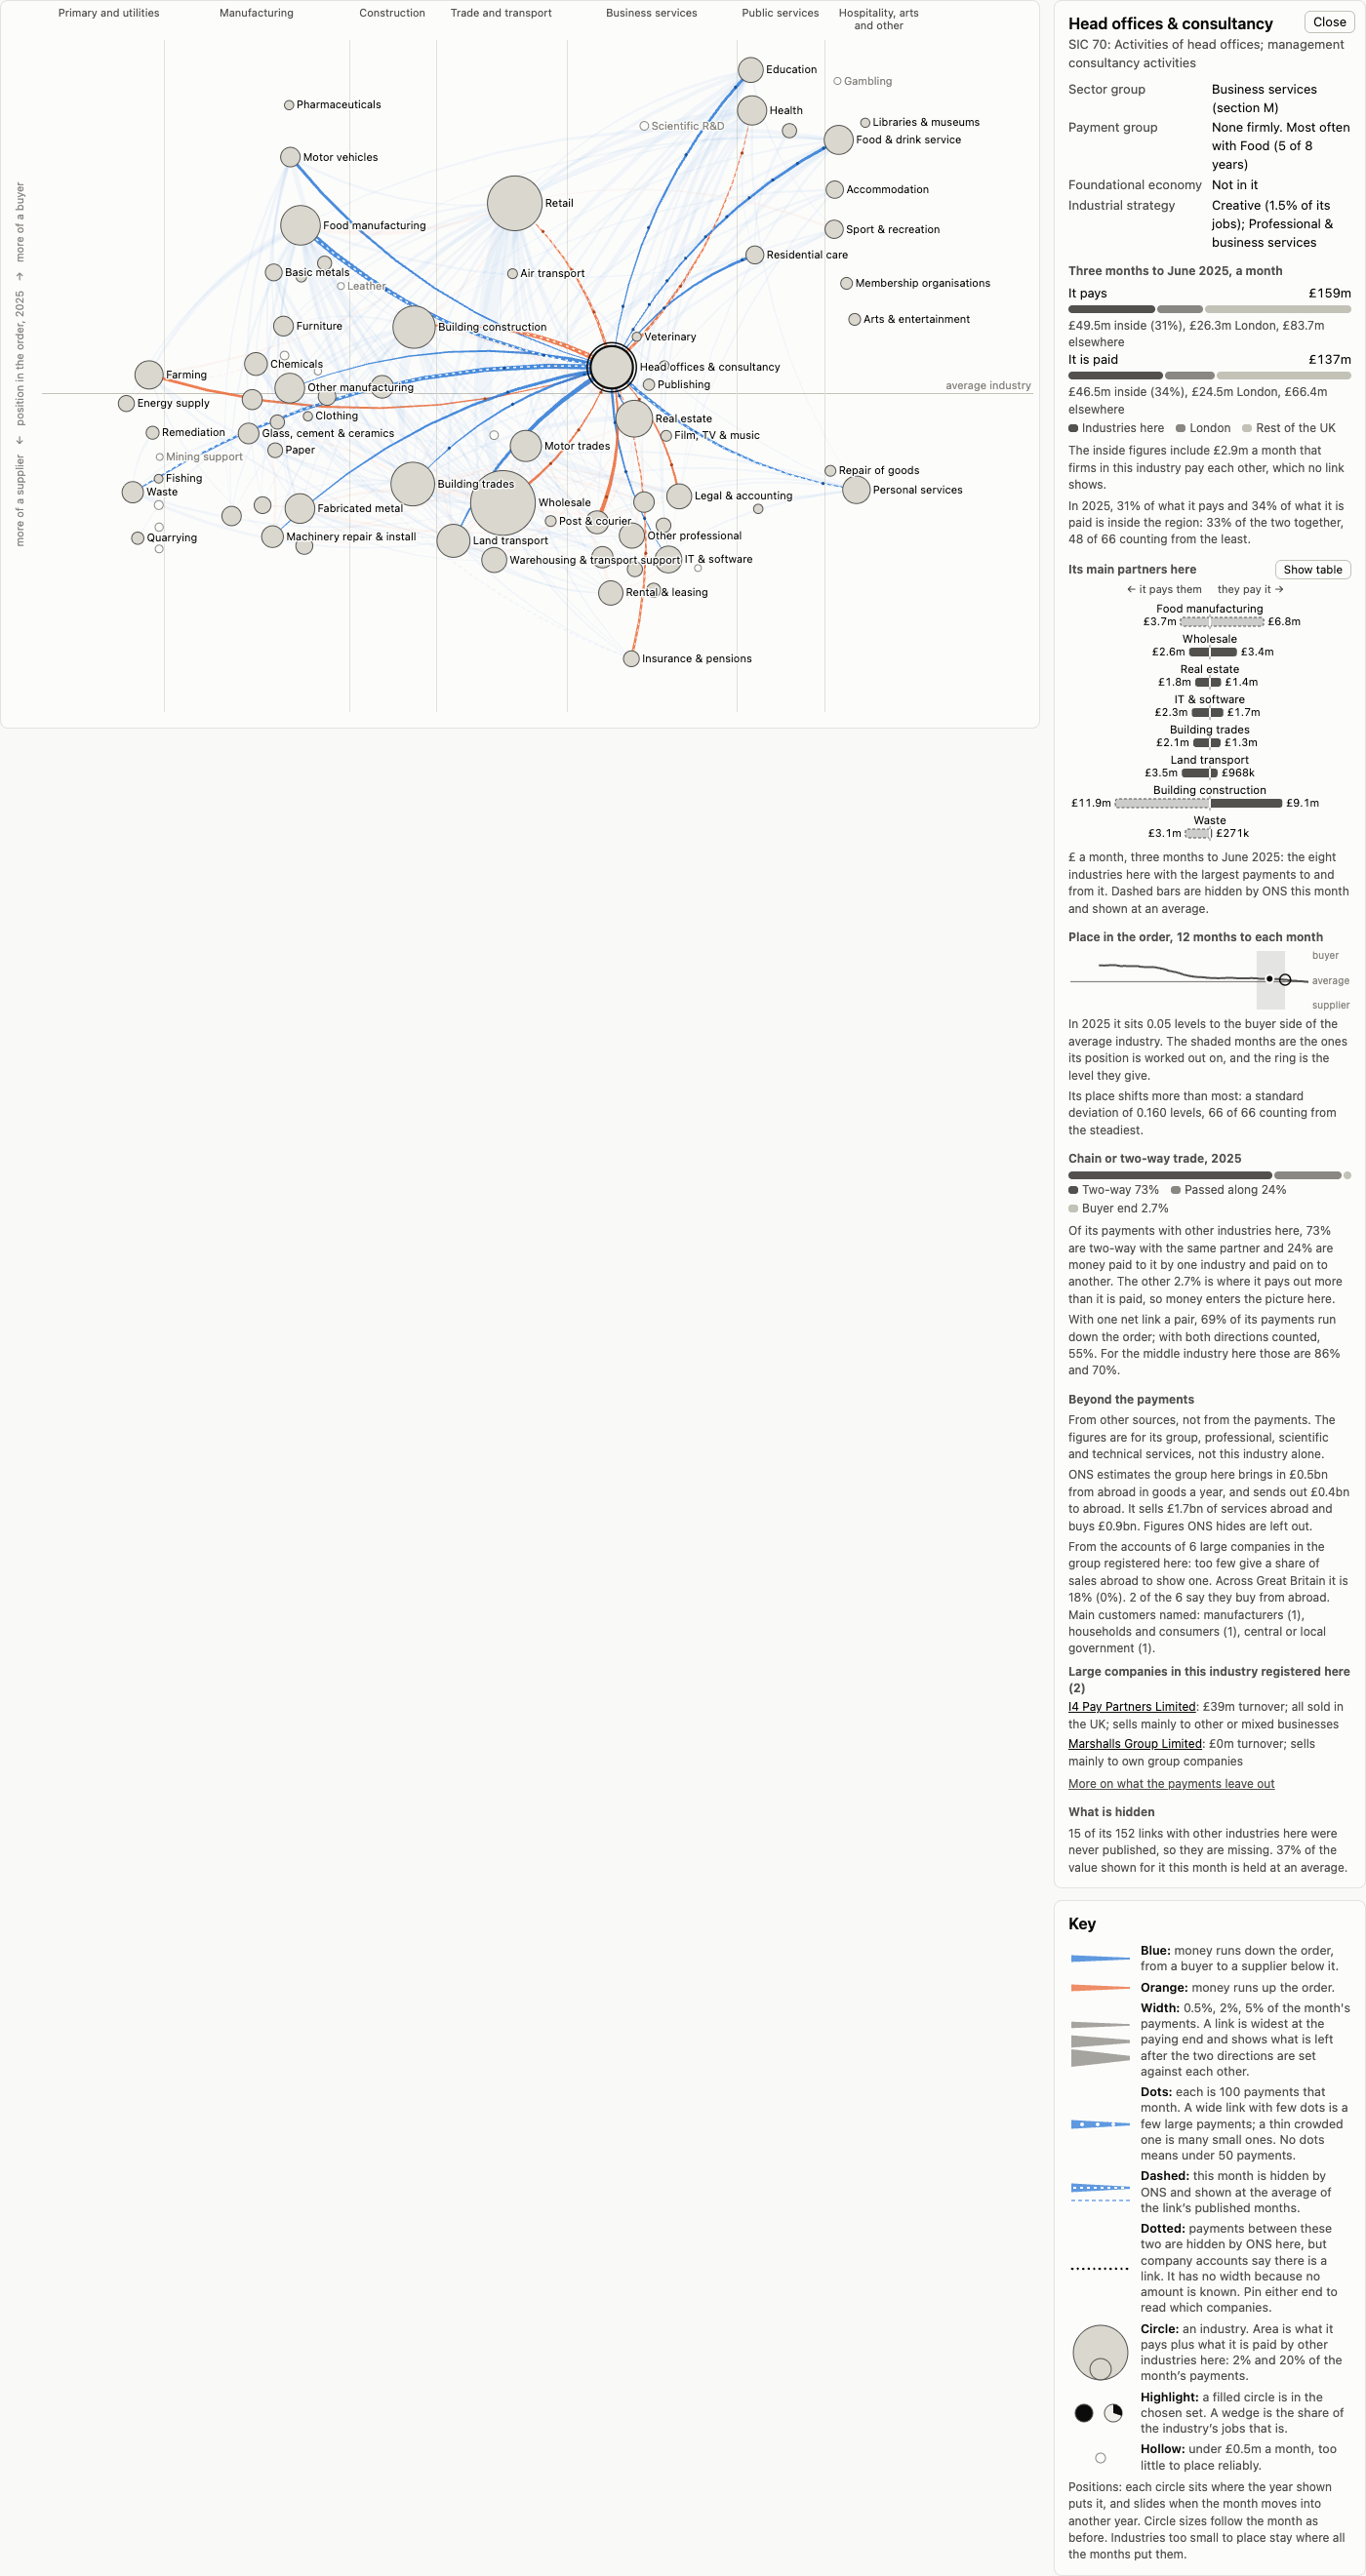 Primary and utilities
Manufacturing
Construction
Trade and transport
Business services
Public services
Hospitality, arts
and other
more of a supplier ← position in the order, 2025 → more of a buyer
Education
Gambling
Pharmaceuticals
Health
Libraries & museums
Scientific R&D
Food & drink service
Motor vehicles
Accommodation
Retail
Food manufacturing
Sport & recreation
Residential care
Basic metals
Air transport
Leather
Membership organisations
Furniture
Building construction
Arts & entertainment
Veterinary
Chemicals
Head offices & consultancy
Farming
Other manufacturing
Publishing
average industry
Energy supply
Clothing
Real estate
Remediation
Glass, cement & ceramics
Film, TV & music
Paper
Motor trades
Mining support
Repair of goods
Fishing
Building trades
Waste
Personal services
Legal & accounting
Wholesale
Fabricated metal
Post & courier
Quarrying
Machinery repair & install
Land transport
Other professional
Warehousing & transport support
IT & software
Rental & leasing
Insurance & pensions
Head offices & consultancy
Close
SIC 70: Activities of head offices; management
consultancy activities
Sector group
Business services
(section M)
Payment group
None firmly. Most often
with Food (5 of 8
years)
Foundational economy
Not in it
Industrial strategy
Creative (1.5% of its
jobs); Professional &
business services
Three months to June 2025, a month
It pays
£159m
£49.5m inside (31%), £26.3m London, £83.7m
elsewhere
It is paid
£137m
£46.5m inside (34%), £24.5m London, £66.4m
elsewhere
Industries here
London
Rest of the UK
The inside figures include £2.9m a month that
firms in this industry pay each other, which no link
shows.
In 2025, 31% of what it pays and 34% of what it is
paid is inside the region: 33% of the two together,
48 of 66 counting from the least.
Its main partners here
Show table
← it pays them
they pay it →
Food manufacturing
£3.7m
£6.8m
Wholesale
£2.6m
£3.4m
Real estate
£1.8m
£1.4m
IT & software
£2.3m
£1.7m
Building trades
£2.1m
£1.3m
Land transport
£3.5m
£968k
Building construction
£11.9m
£9.1m
Waste
£3.1m
£271k
£ a month, three months to June 2025: the eight
industries here with the largest payments to and
from it. Dashed bars are hidden by ONS this month
and shown at an average.
Place in the order, 12 months to each month
buyer
average
supplier
In 2025 it sits 0.05 levels to the buyer side of the
average industry. The shaded months are the ones
its position is worked out on, and the ring is the
level they give.
Its place shifts more than most: a standard
deviation of 0.160 levels, 66 of 66 counting from
the steadiest.
Chain or two-way trade, 2025
Two-way 73%
Passed along 24%
Buyer end 2.7%
Of its payments with other industries here, 73%
are two-way with the same partner and 24% are
money paid to it by one industry and paid on to
another. The other 2.7% is where it pays out more
than it is paid, so money enters the picture here.
With one net link a pair, 69% of its payments run
down the order; with both directions counted,
55%. For the middle industry here those are 86%
and 70%.
Beyond the payments
From other sources, not from the payments. The
figures are for its group, professional, scientific
and technical services, not this industry alone.
ONS estimates the group here brings in £0.5bn
from abroad in goods a year, and sends out £0.4bn
to abroad. It sells £1.7bn of services abroad and
buys £0.9bn. Figures ONS hides are left out.
From the accounts of 6 large companies in the
group registered here: too few give a share of
sales abroad to show one. Across Great Britain it is
18% (0%). 2 of the 6 say they buy from abroad.
Main customers named: manufacturers (1),
households and consumers (1), central or local
government (1).
Large companies in this industry registered here
(2)
I4 Pay Partners Limited: £39m turnover; all sold in
the UK; sells mainly to other or mixed businesses
Marshalls Group Limited: £0m turnover; sells
mainly to own group companies
More on what the payments leave out
What is hidden
15 of its 152 links with other industries here were
never published, so they are missing. 37% of the
value shown for it this month is held at an average.
Key
Blue: money runs down the order,
from a buyer to a supplier below it.
Orange: money runs up the order.
Width: 0.5%, 2%, 5% of the month's
payments. A link is widest at the
paying end and shows what is left
after the two directions are set
against each other.
Dots: each is 100 payments that
month. A wide link with few dots is a
few large payments; a thin crowded
one is many small ones. No dots
means under 50 payments.
Dashed: this month is hidden by
ONS and shown at the average of
the link's published months.
Dotted: payments between these
two are hidden by ONS here, but
company accounts say there is a
link. It has no width because no
amount is known. Pin either end to
read which companies.
Circle: an industry. Area is what it
pays plus what it is paid by other
industries here: 2% and 20% of the
month's payments.
Highlight: a filled circle is in the
chosen set. A wedge is the share of
the industry's jobs that is.
Hollow: under £0.5m a month, too
little to place reliably.
Positions: each circle sits where the year shown
puts it, and slides when the month moves into
another year. Circle sizes follow the month as
before. Industries too small to place stay where all
the months put them.